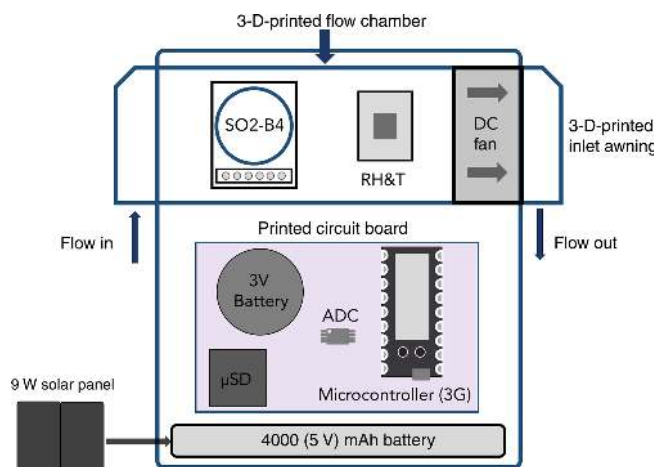 3-D-printed flow chamber
SO2-B4
RH&T
DC
fan
3-D-printed
inlet awning
Flow in
Flow out
Printed circuit board
3V
Battery
ADC
µSD
Microcontroller (3G)
9 W solar panel
4000 (5 V) mAh battery